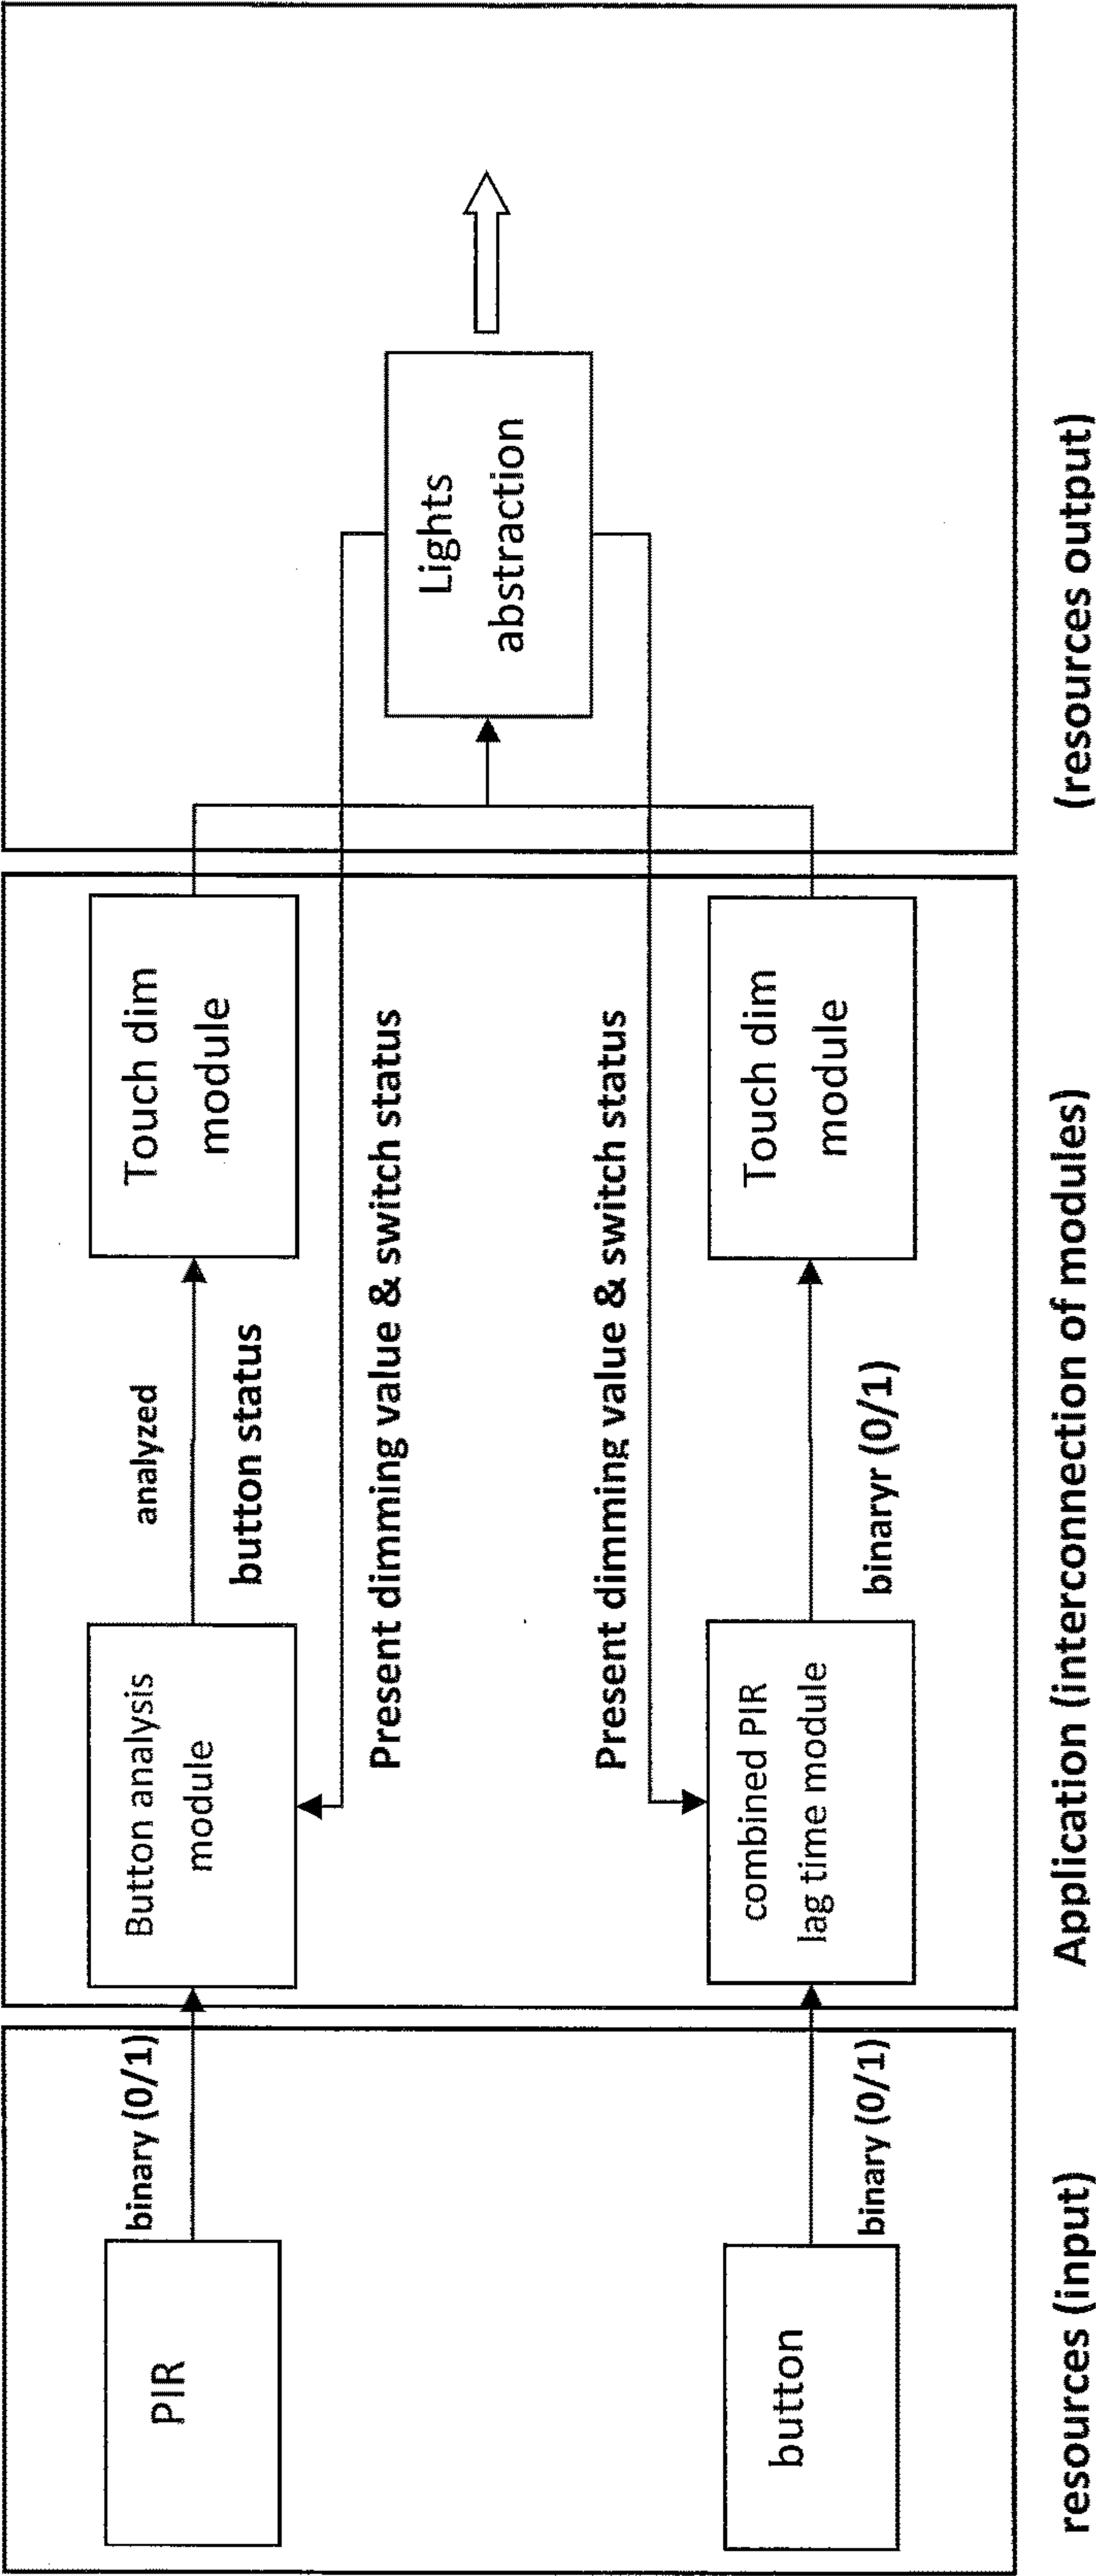 PIR
binary (0/1)
Button analysis
module
analyzed
button status
Touch dim
module
Present dimming value & switch status
Lights
abstraction
Present dimming value & switch status
button
binary (0/1)
combined PIR
lag time module
binaryr (0/1)
Touch dim
module
resources (input)
Application (interconnection of modules)
(resources output)